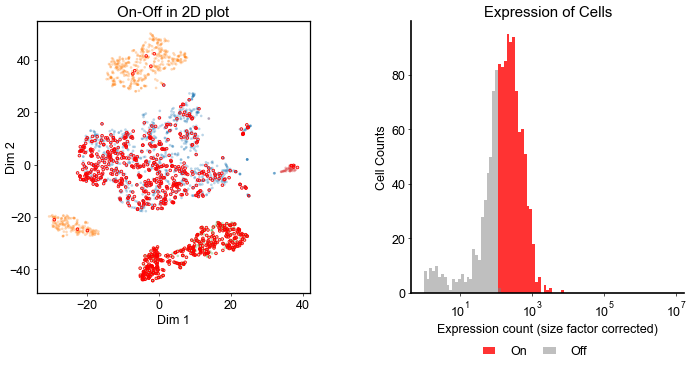 On-Off in 2D plot
40
20
0
−20
−40
Dim 2
−20
0
20
40
Dim 1
Expression of Cells
80
60
40
20
0
Cell Counts
10^1
10^3
10^5
10^7
Expression count (size factor corrected)
On
Off